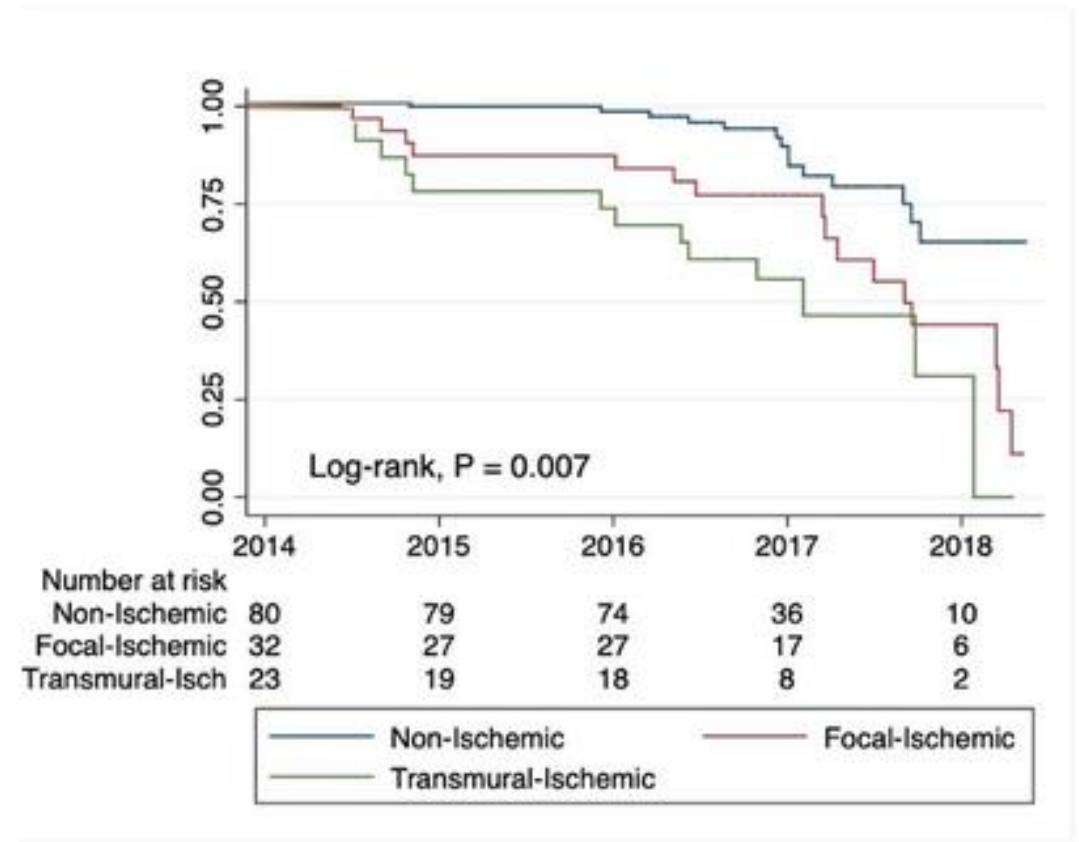 1.00
0.75
0.50
0.25
0.00
Log-rank, P = 0.007
2014 2015 2016 2017 2018
Number at risk
Non-Ischemic 80 79 74 36 10
Focal-Ischemic 32 27 27 17 6
Transmural-Isch 23 19 18 8 2
Non-Ischemic Focal-Ischemic
Transmural-Ischemic